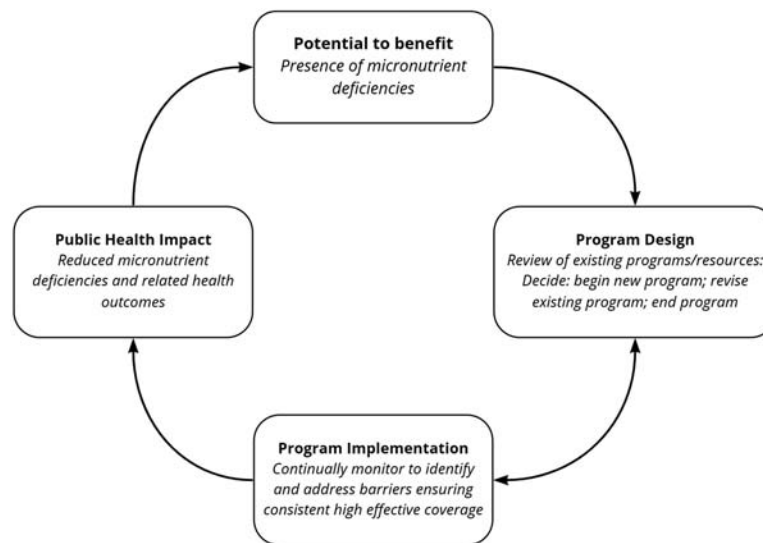 Potential to benefit
Presence of micronutrient
deficiencies
Public Health Impact
Reduced micronutrient
deficiencies and related health
outcomes
Program Design
Review of existing programs/resources:
Decide: begin new program; revise
existing program; end program
Program Implementation
Continually monitor to identify
and address barriers ensuring
consistent high effective coverage